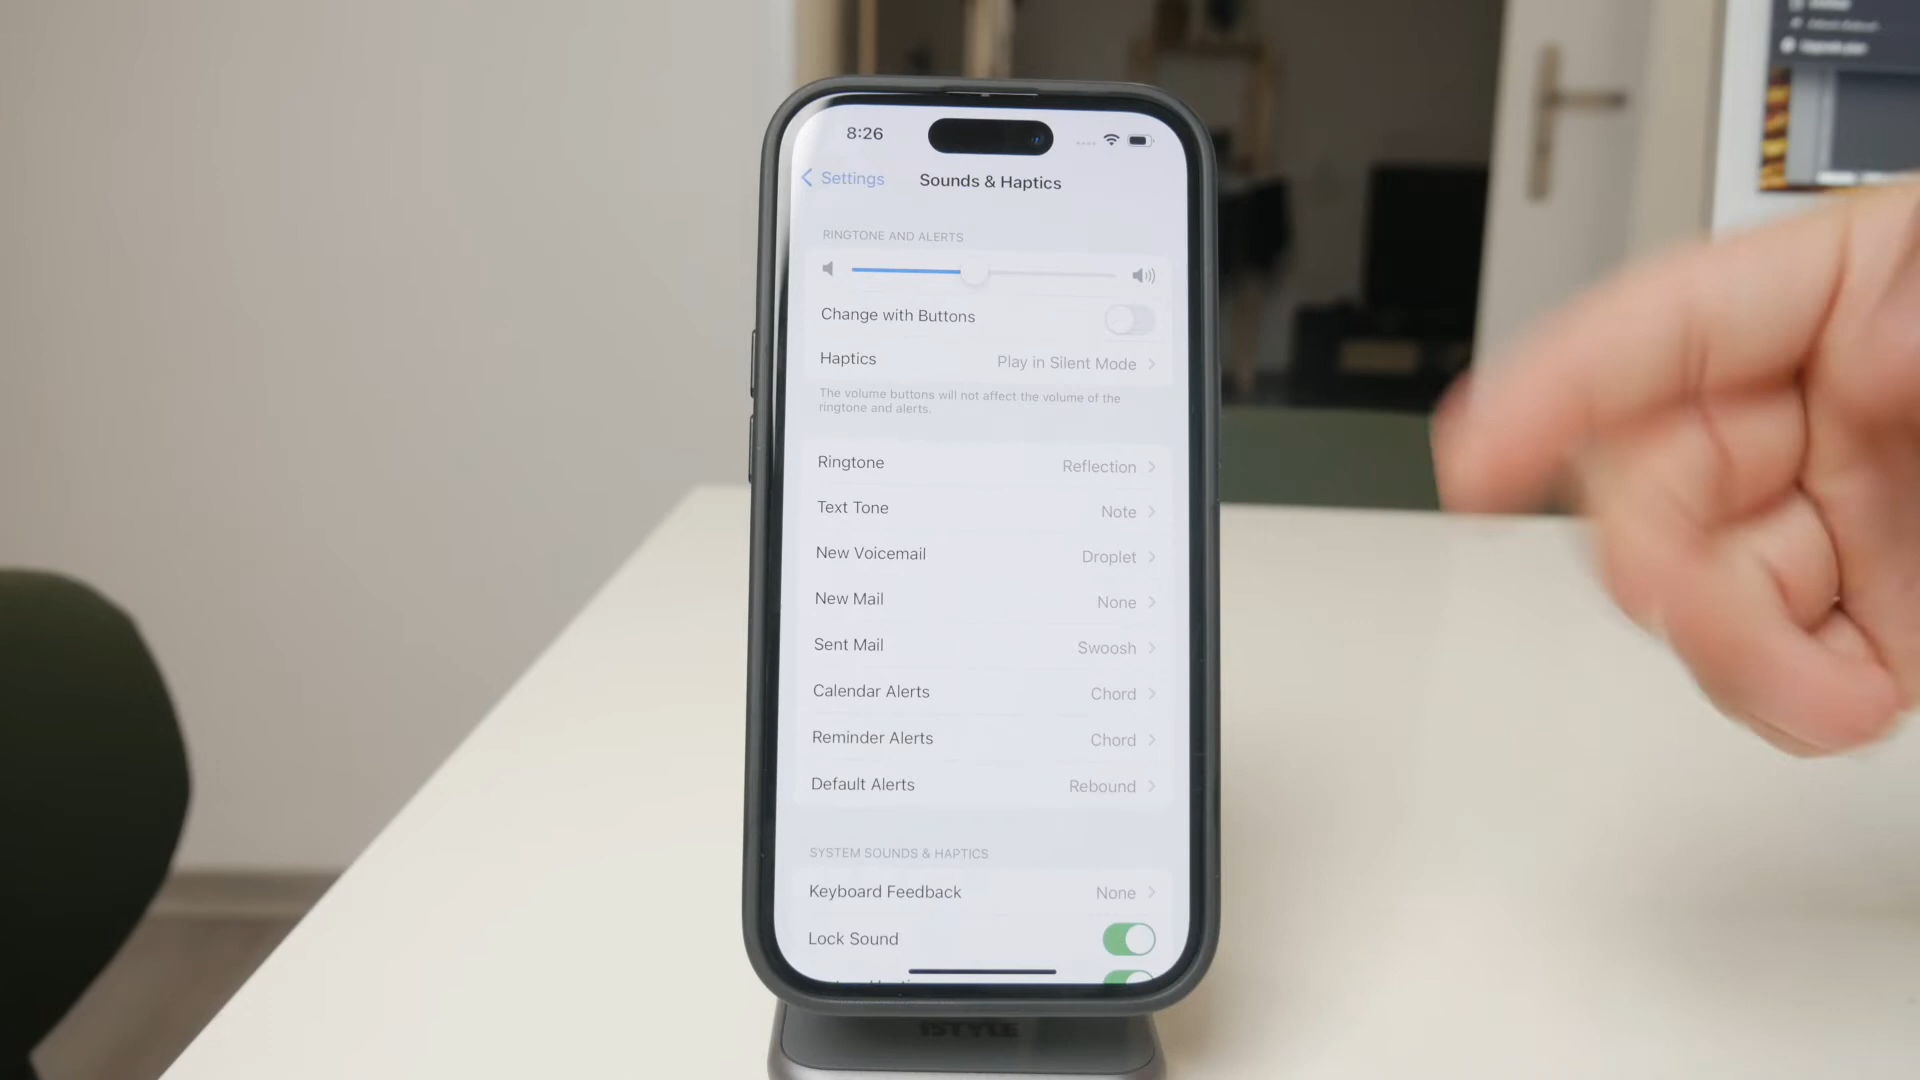 8:26
Settings
Sounds & Haptics
RINGTONE AND ALERTS
Change with Buttons
Haptics
Play in Silent Mode
The volume buttons will not affect the volume of the
ringtone and alerts.
Ringtone
Reflection
Text Tone
Note
New Voicemail
Droplet
New Mail
None
Sent Mail
Swoosh
Calendar Alerts
Chord
Reminder Alerts
Chord
Default Alerts
Rebound
SYSTEM SOUNDS & HAPTICS
Keyboard Feedback
None
Lock Sound
iSTYLE